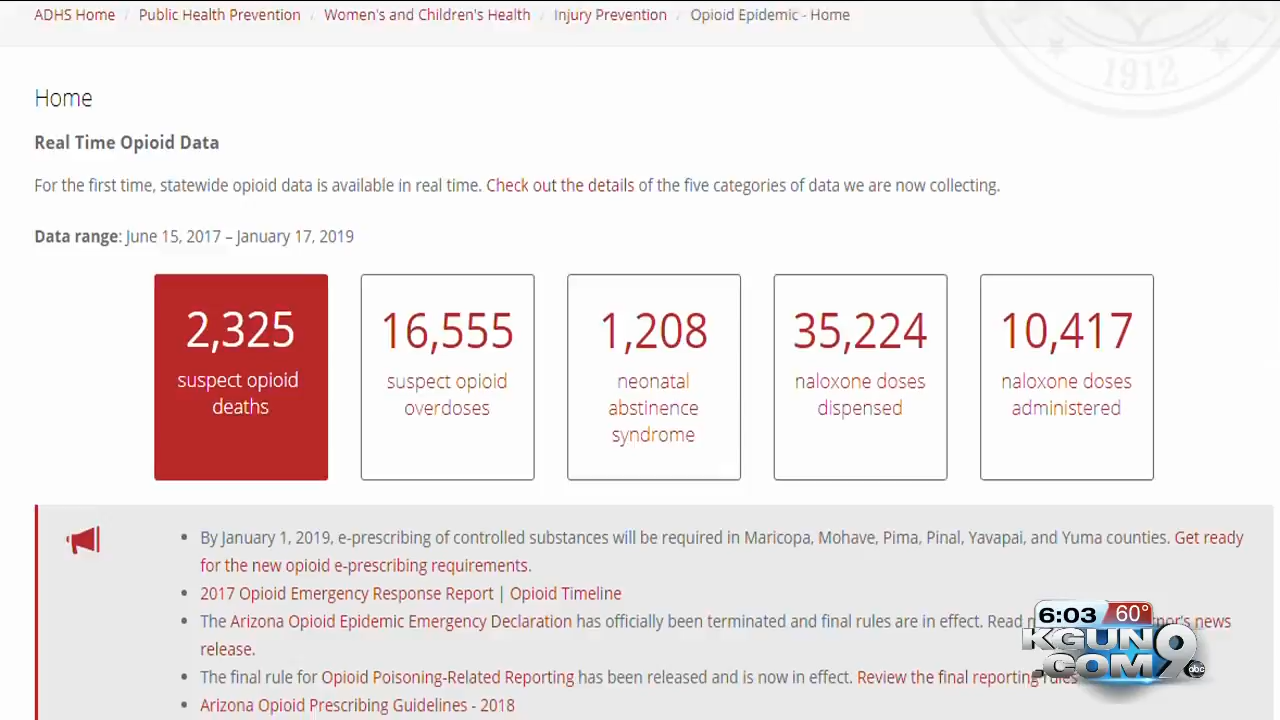 ADHS Home / Public Health Prevention / Women's and Children's Health / Injury Prevention / Opioid Epidemic - Home
1912
Home
Real Time Opioid Data
For the first time, statewide opioid data is available in real time. Check out the details of the five categories of data we are now collecting.
Data range: June 15, 2017 – January 17, 2019
2,325
suspect opioid
deaths
16,555
suspect opioid
overdoses
1,208
neonatal
abstinence
syndrome
35,224
naloxone doses
dispensed
10,417
naloxone doses
administered
By January 1, 2019, e-prescribing of controlled substances will be required in Maricopa, Mohave, Pima, Pinal, Yavapai, and Yuma counties. Get ready
for the new opioid e-prescribing requirements.
2017 Opioid Emergency Response Report | Opioid Timeline
The Arizona Opioid Epidemic Emergency Declaration has officially been terminated and final rules are in effect. Read news
release.
The final rule for Opioid Poisoning-Related Reporting has been released and is now in effect. Review the final reporting rules
Arizona Opioid Prescribing Guidelines - 2018
6:03 60°
KGUN9
.COM abc